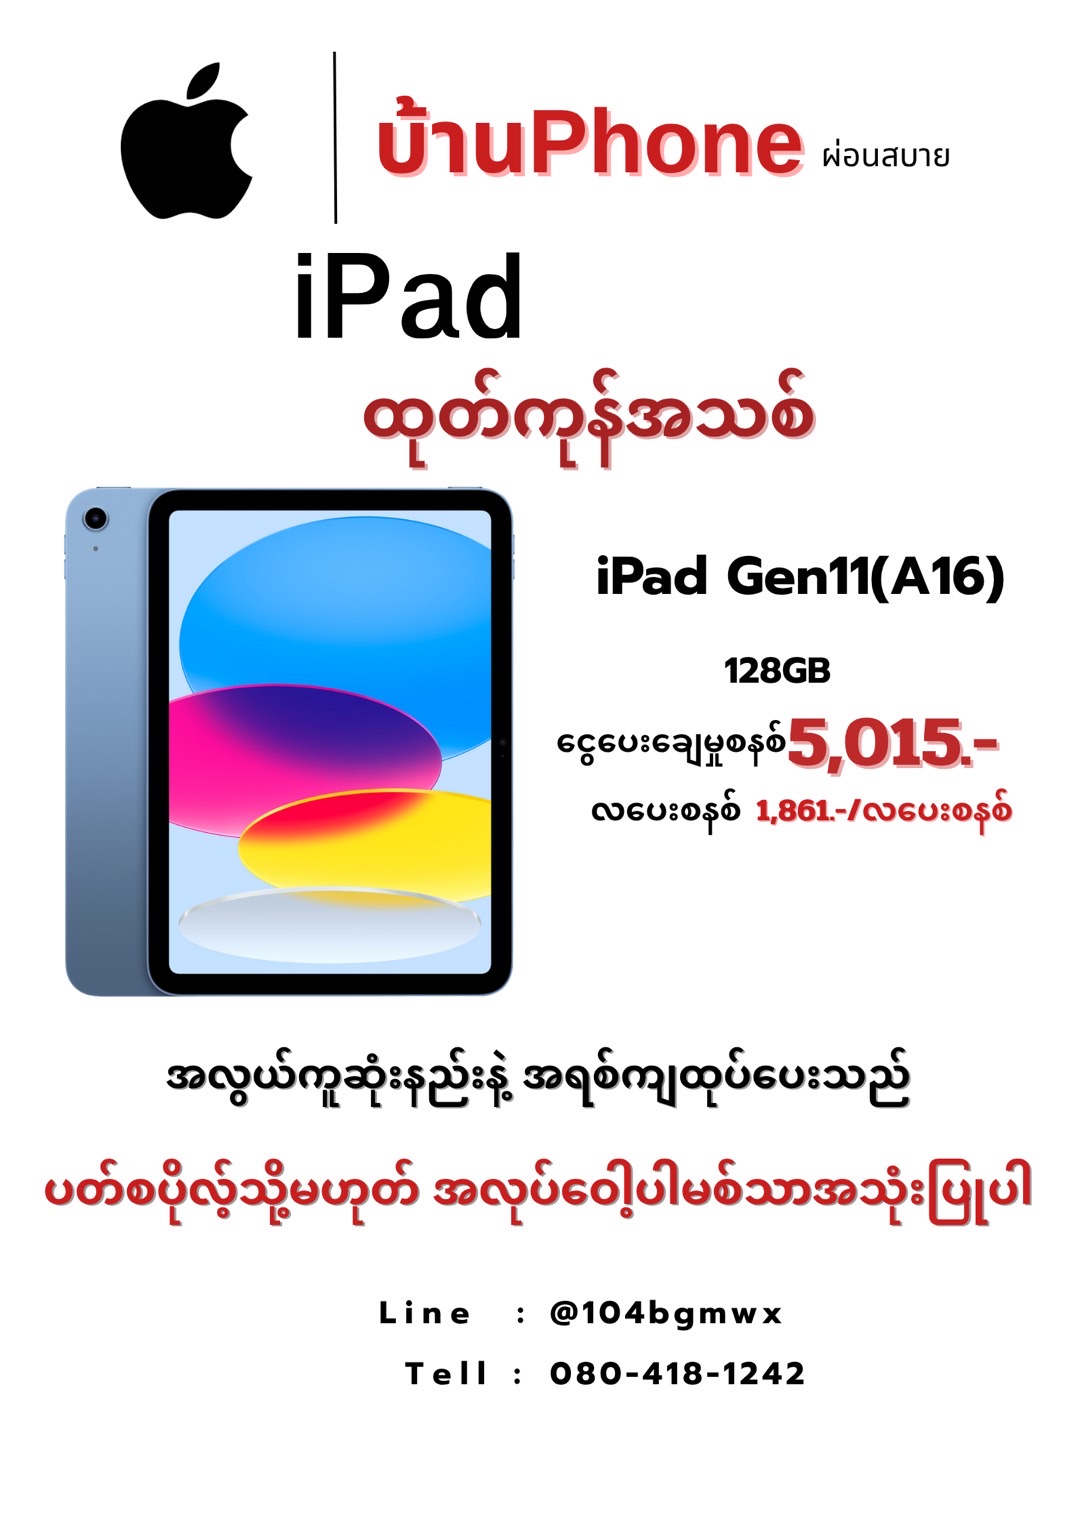 บ้านPhone ผ่อนสบาย
iPad
ထုတ်ကုန်အသစ်
iPad Gen11(A16)
128GB
ငွေပေးချေမှုစနစ်5,015.-
လပေးစနစ် 1,861.-/လပေးစနစ်
အလွယ်ကူဆုံးနည်းနဲ့ အရစ်ကျထုပ်ပေးသည်
ပတ်စပိုလ့်သို့မဟုတ် အလုပ်ဝေါ့ပါမစ်သာအသုံးပြုပါ
Line : @104bgmwx
Tell : 080-418-1242